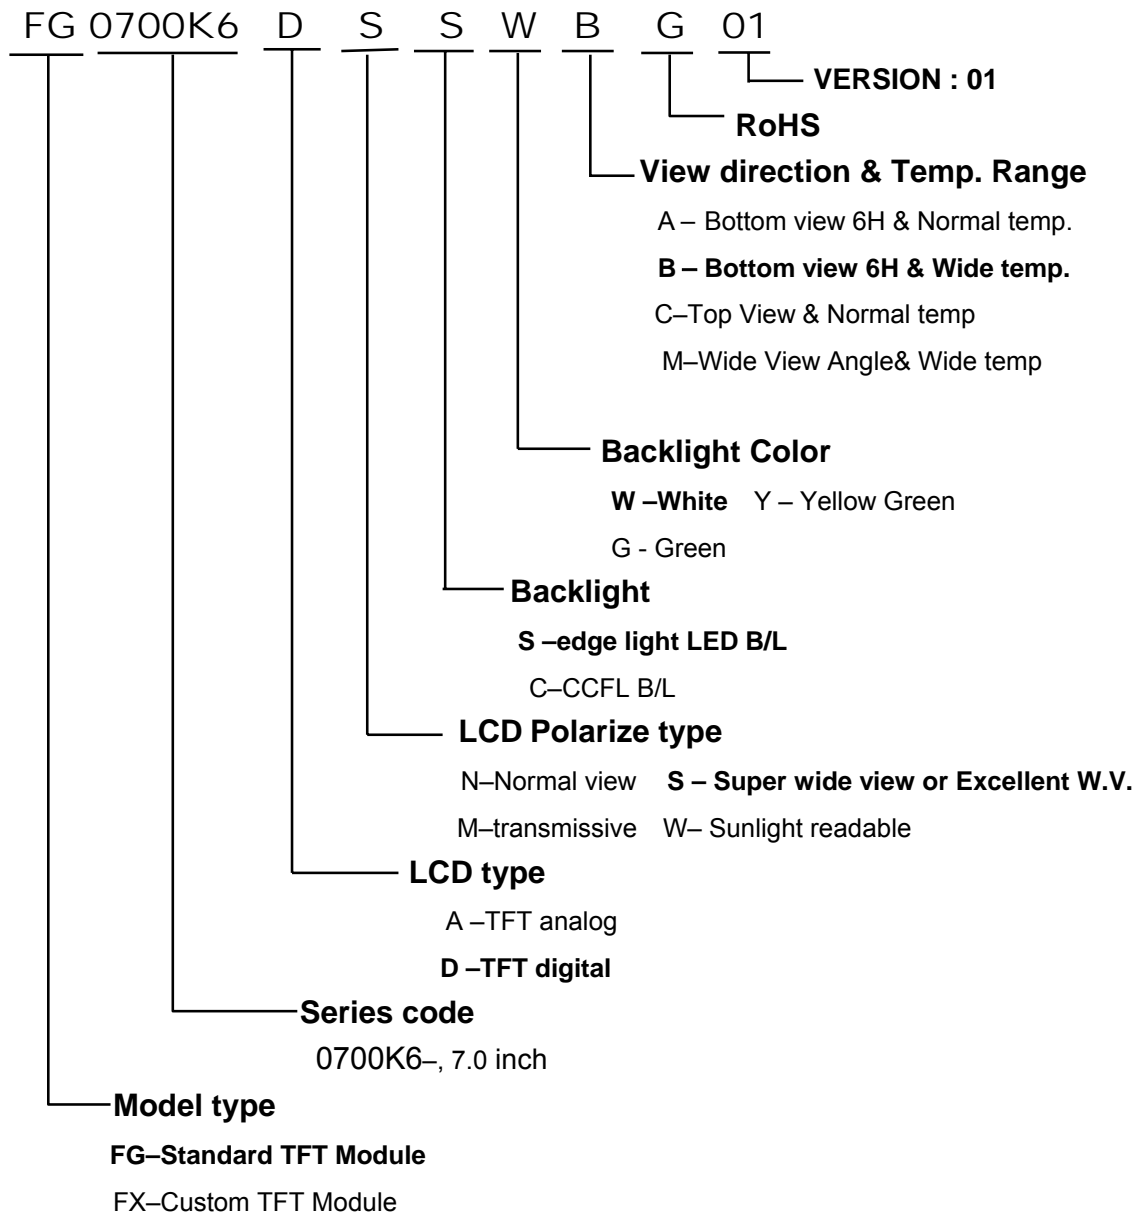 FG 0700K6 D S S W B G 01
VERSION : 01
RoHS
View direction & Temp. Range
A – Bottom view 6H & Normal temp.
B – Bottom view 6H & Wide temp.
C–Top View & Normal temp
M–Wide View Angle& Wide temp
Backlight Color
W –White Y – Yellow Green
G - Green
Backlight
S –edge light LED B/L
C–CCFL B/L
LCD Polarize type
N–Normal view S – Super wide view or Excellent W.V.
M–transmissive W– Sunlight readable
LCD type
A –TFT analog
D –TFT digital
Series code
0700K6–, 7.0 inch
Model type
FG–Standard TFT Module
FX–Custom TFT Module